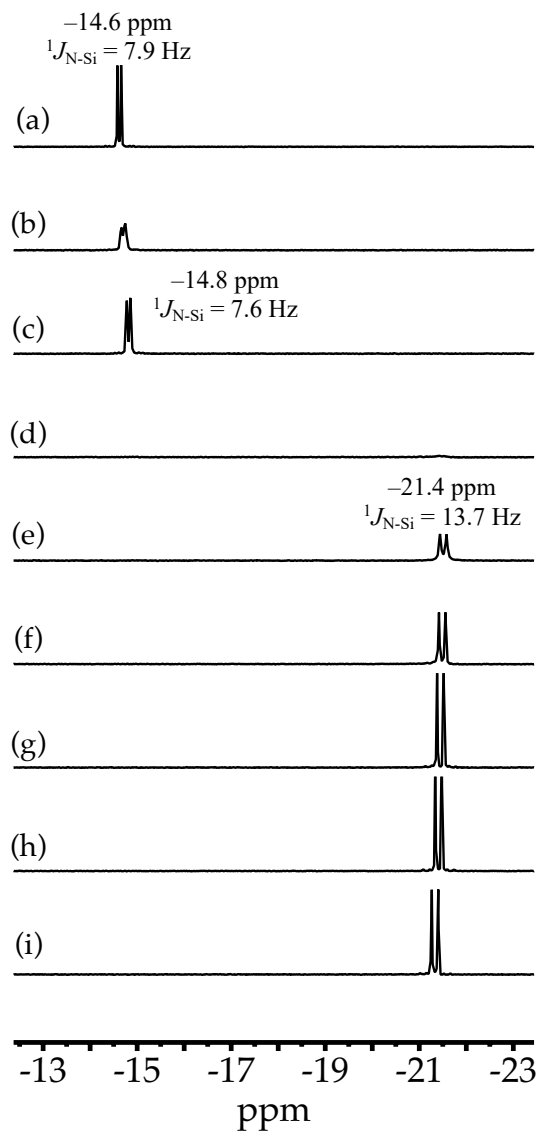 –14.6 ppm
¹J_N-Si = 7.9 Hz
(a)
(b)
–14.8 ppm
¹J_N-Si = 7.6 Hz
(c)
(d)
–21.4 ppm
¹J_N-Si = 13.7 Hz
(e)
(f)
(g)
(h)
(i)
-13 -15 -17 -19 -21 -23
ppm